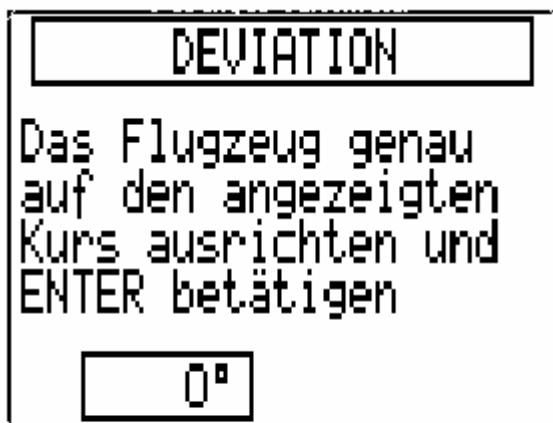 DEVIATION
Das Flugzeug genau
auf den angezeigten
Kurs ausrichten und
ENTER betätigen
0°